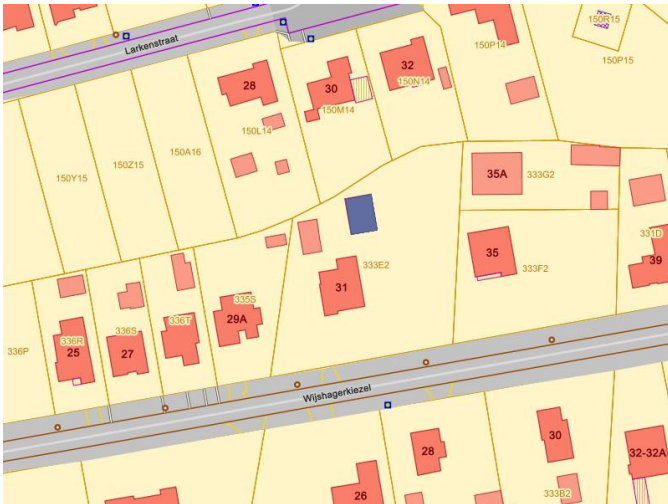 150R15
Larkenstraat
150P14
150P15
32
150N14
28
30
150M14
150L14
150A16
150Z15
150Y15
35A
333G2
331D
39
35
333F2
333E2
31
335S
29A
336T
336S
336R
336P
25
27
Wijshagerkiezel
30
28
32-32A
333B2
26